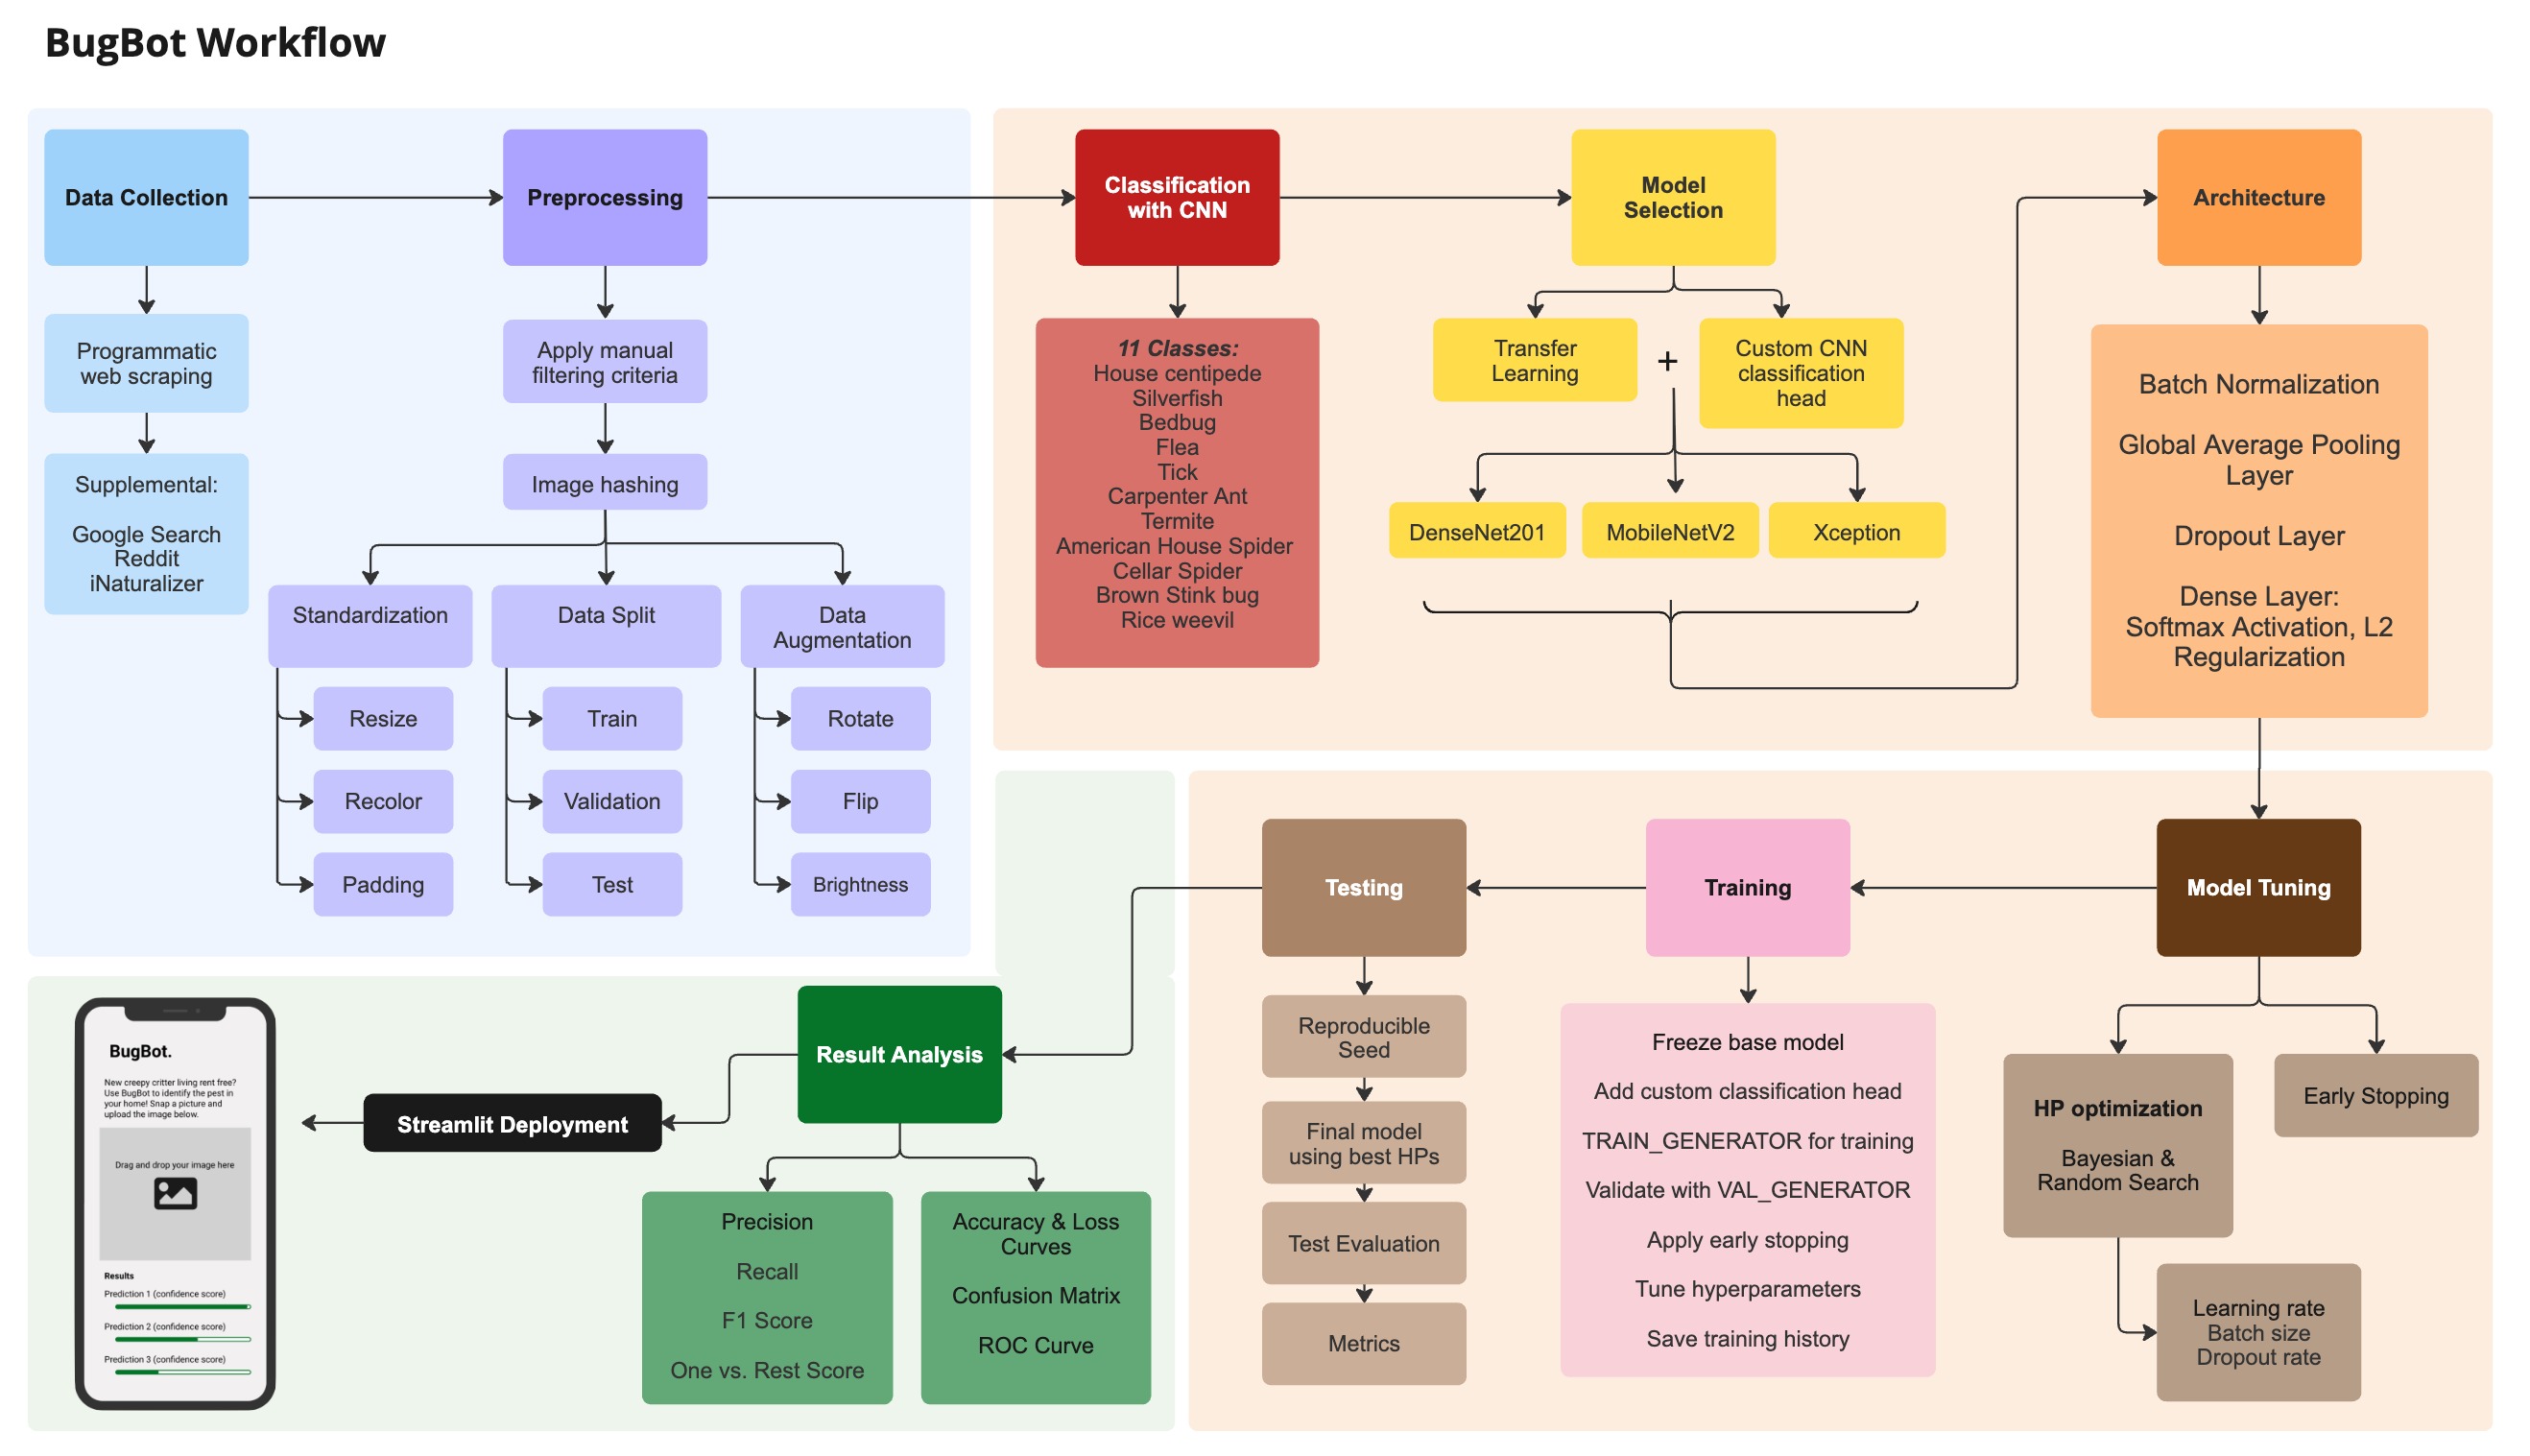 BugBot Workflow
Data Collection
Programmatic
web scraping
Supplemental:
Google Search
Reddit
iNaturalizer
Preprocessing
Apply manual
filtering criteria
Image hashing
Standardization
Resize
Recolor
Padding
Data Split
Train
Validation
Test
Data
Augmentation
Rotate
Flip
Brightness
Classification
with CNN
11 Classes:
House centipede
Silverfish
Bedbug
Flea
Tick
Carpenter Ant
Termite
American House Spider
Cellar Spider
Brown Stink bug
Rice weevil
Model
Selection
Transfer
Learning
+
Custom CNN
classification
head
DenseNet201
MobileNetV2
Xception
Architecture
Batch Normalization
Global Average Pooling
Layer
Dropout Layer
Dense Layer:
Softmax Activation, L2
Regularization
Model Tuning
HP optimization
Bayesian &
Random Search
Early Stopping
Learning rate
Batch size
Dropout rate
Training
Freeze base model
Add custom classification head
TRAIN_GENERATOR for training
Validate with VAL_GENERATOR
Apply early stopping
Tune hyperparameters
Save training history
Testing
Reproducible
Seed
Final model
using best HPs
Test Evaluation
Metrics
Result Analysis
Precision
Recall
F1 Score
One vs. Rest Score
Accuracy & Loss
Curves
Confusion Matrix
ROC Curve
Streamlit Deployment
BugBot.
New creepy critter living rent free?
Use BugBot to identify the pest in
your home! Snap a picture and
upload the image below.
Drag and drop your image here
Results
Prediction 1 (confidence score)
Prediction 2 (confidence score)
Prediction 3 (confidence score)